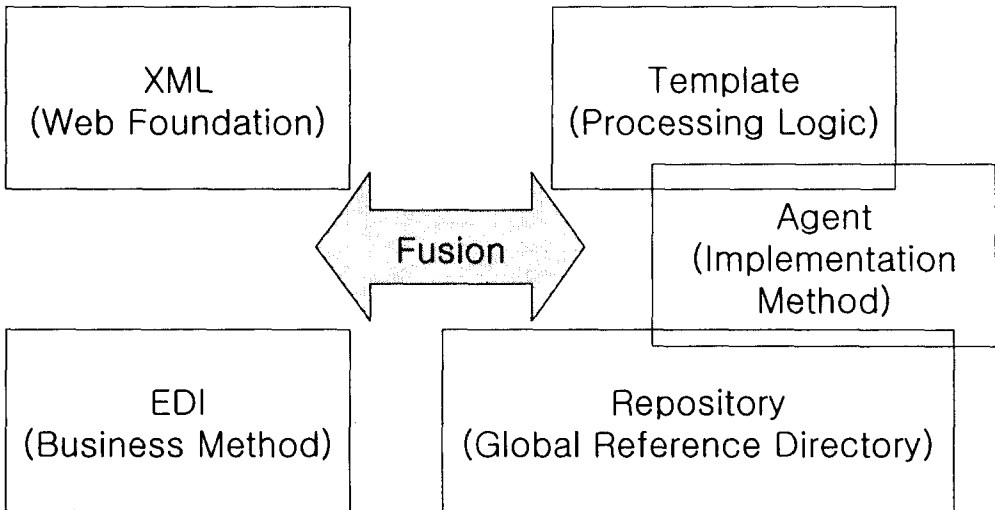 XML
(Web Foundation)
Template
(Processing Logic)
Agent
(Implementation
Method)
Fusion
EDI
(Business Method)
Repository
(Global Reference Directory)